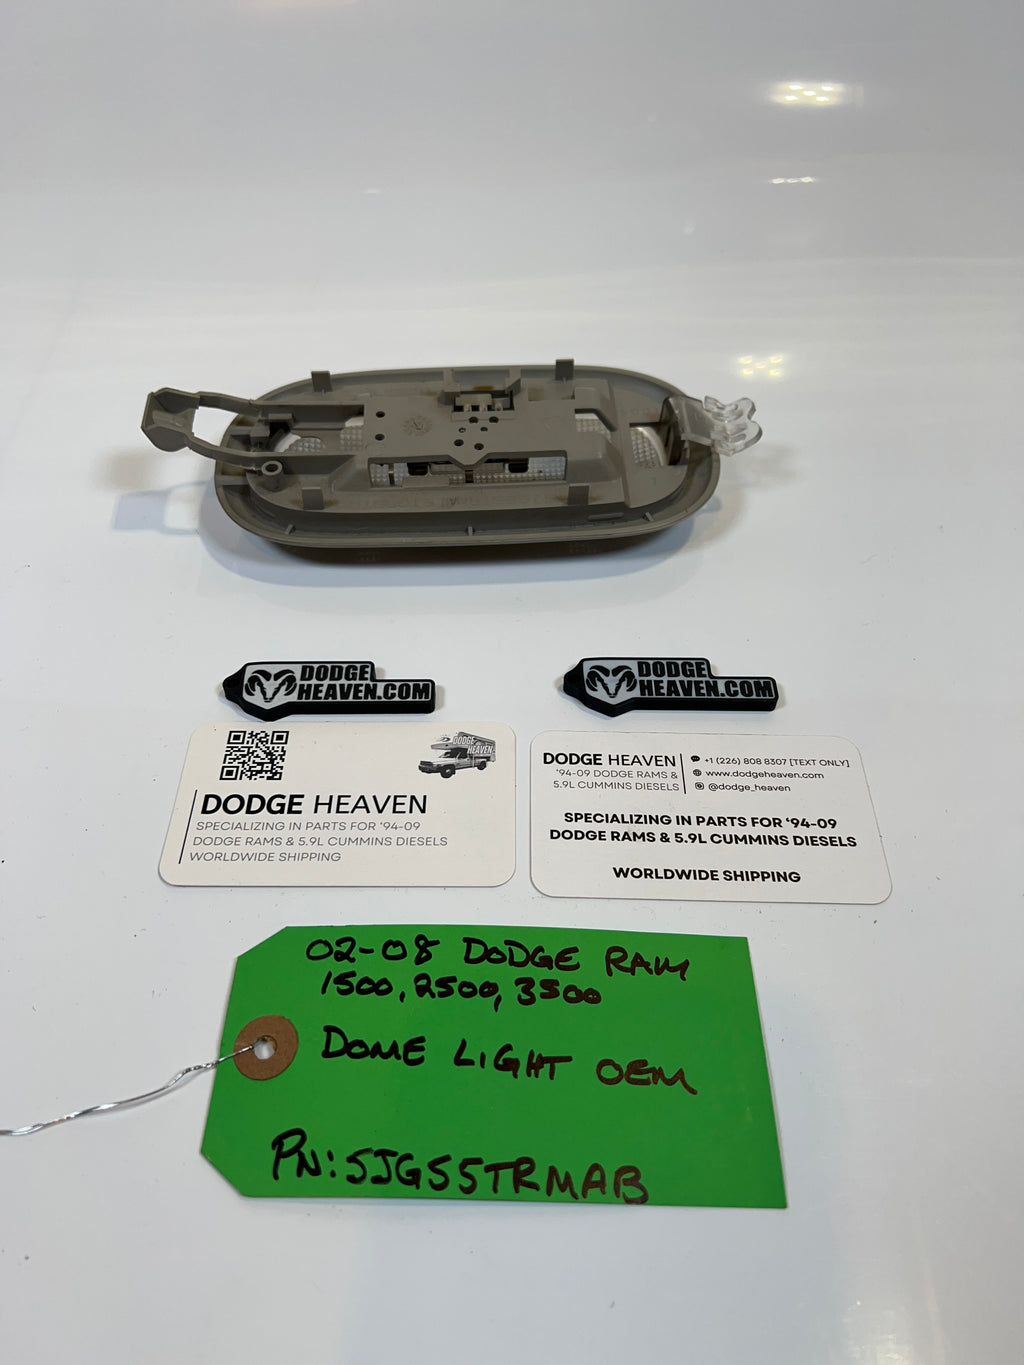 DODGE
HEAVEN.COM
DODGE
HEAVEN.COM
DODGE
HEAVEN
DODGE HEAVEN
SPECIALIZING IN PARTS FOR ‘94-09
DODGE RAMS & 5.9L CUMMINS DIESELS
WORLDWIDE SHIPPING
DODGE HEAVEN
‘94-09 DODGE RAMS &
5.9L CUMMINS DIESELS
+1 (226) 808 8307 [TEXT ONLY]
www.dodgeheaven.com
@dodge_heaven
SPECIALIZING IN PARTS FOR ‘94-09
DODGE RAMS & 5.9L CUMMINS DIESELS
WORLDWIDE SHIPPING
02-08 DODGE RAM
1500, 2500, 3500
DOME LIGHT OEM
PN: 5JG55TRMAB